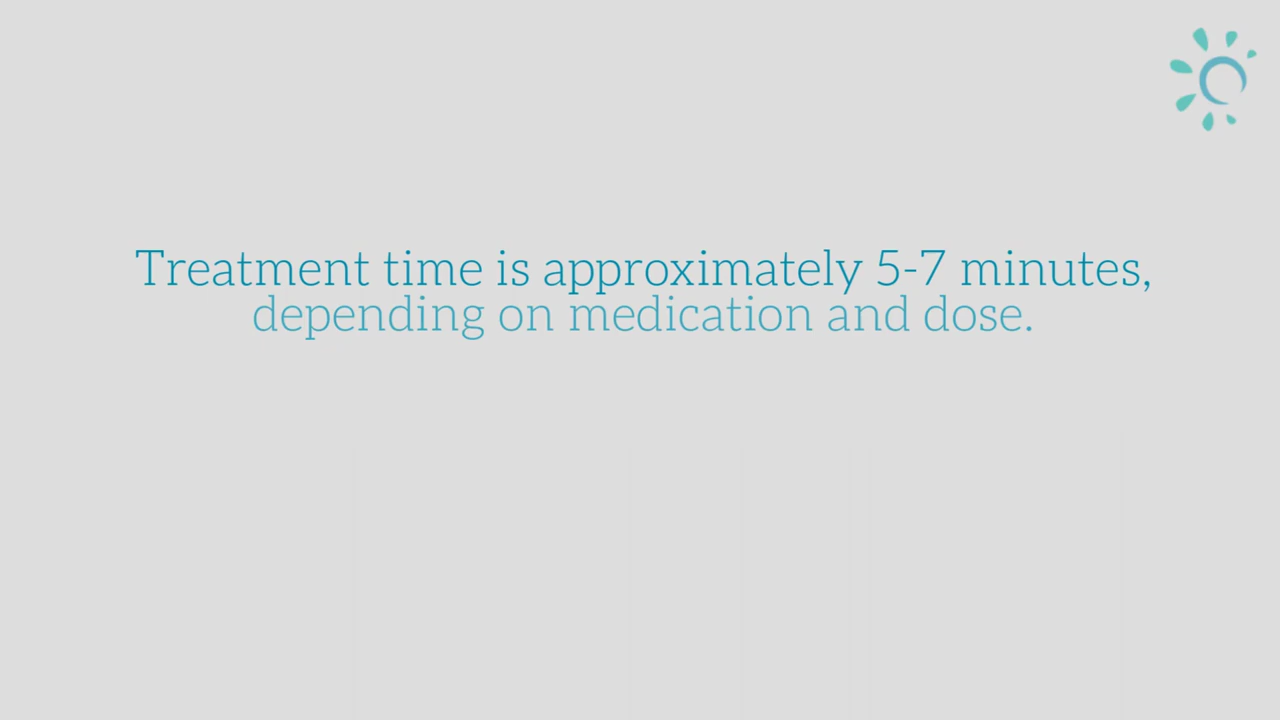 Treatment time is approximately 5-7 minutes,
depending on medication and dose.